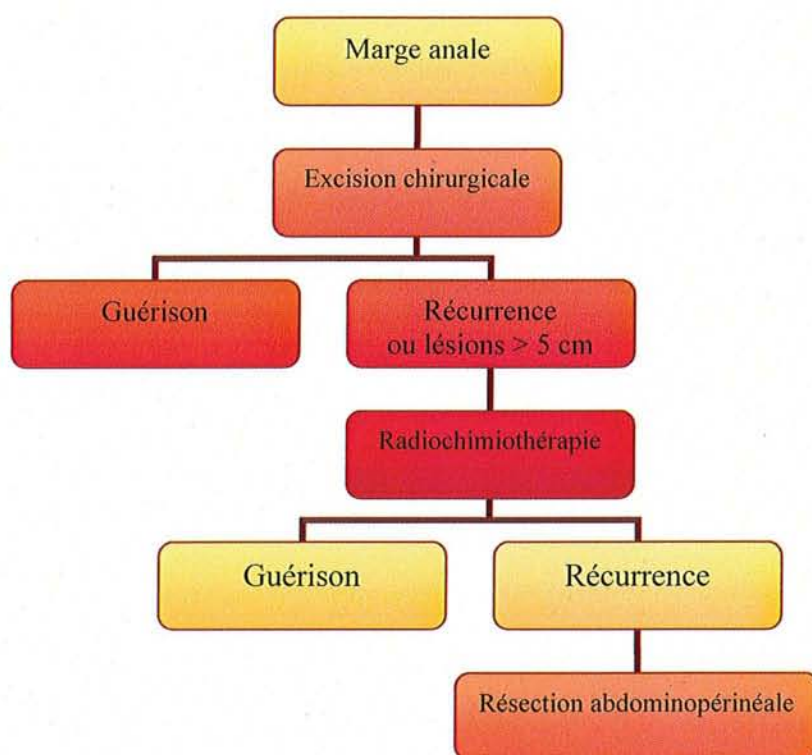 Marge anale
Excision chirurgicale
Guérison
Récurrence
ou lésions > 5 cm
Radiochimiothérapie
Guérison
Récurrence
Résection abdominopérinéale